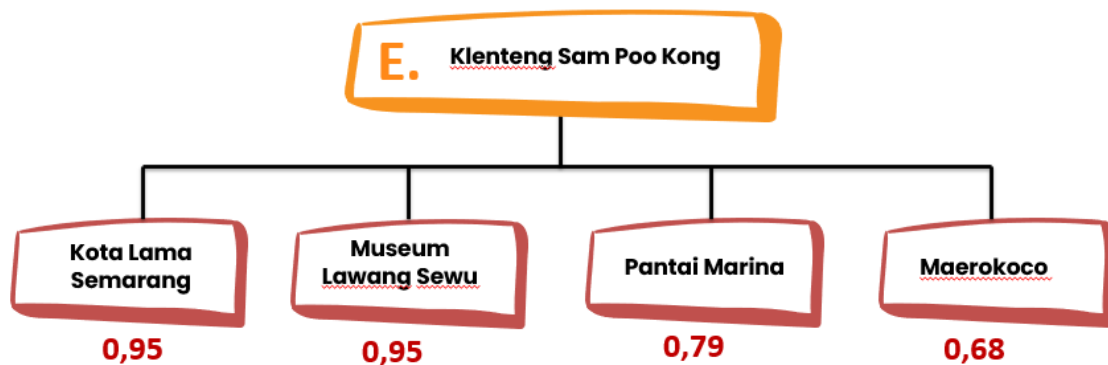 E. Klenteng Sam Poo Kong
Kota Lama
Semarang
Museum
Lawang Sewu
Pantai Marina
Maerokoco
0,95
0,95
0,79
0,68